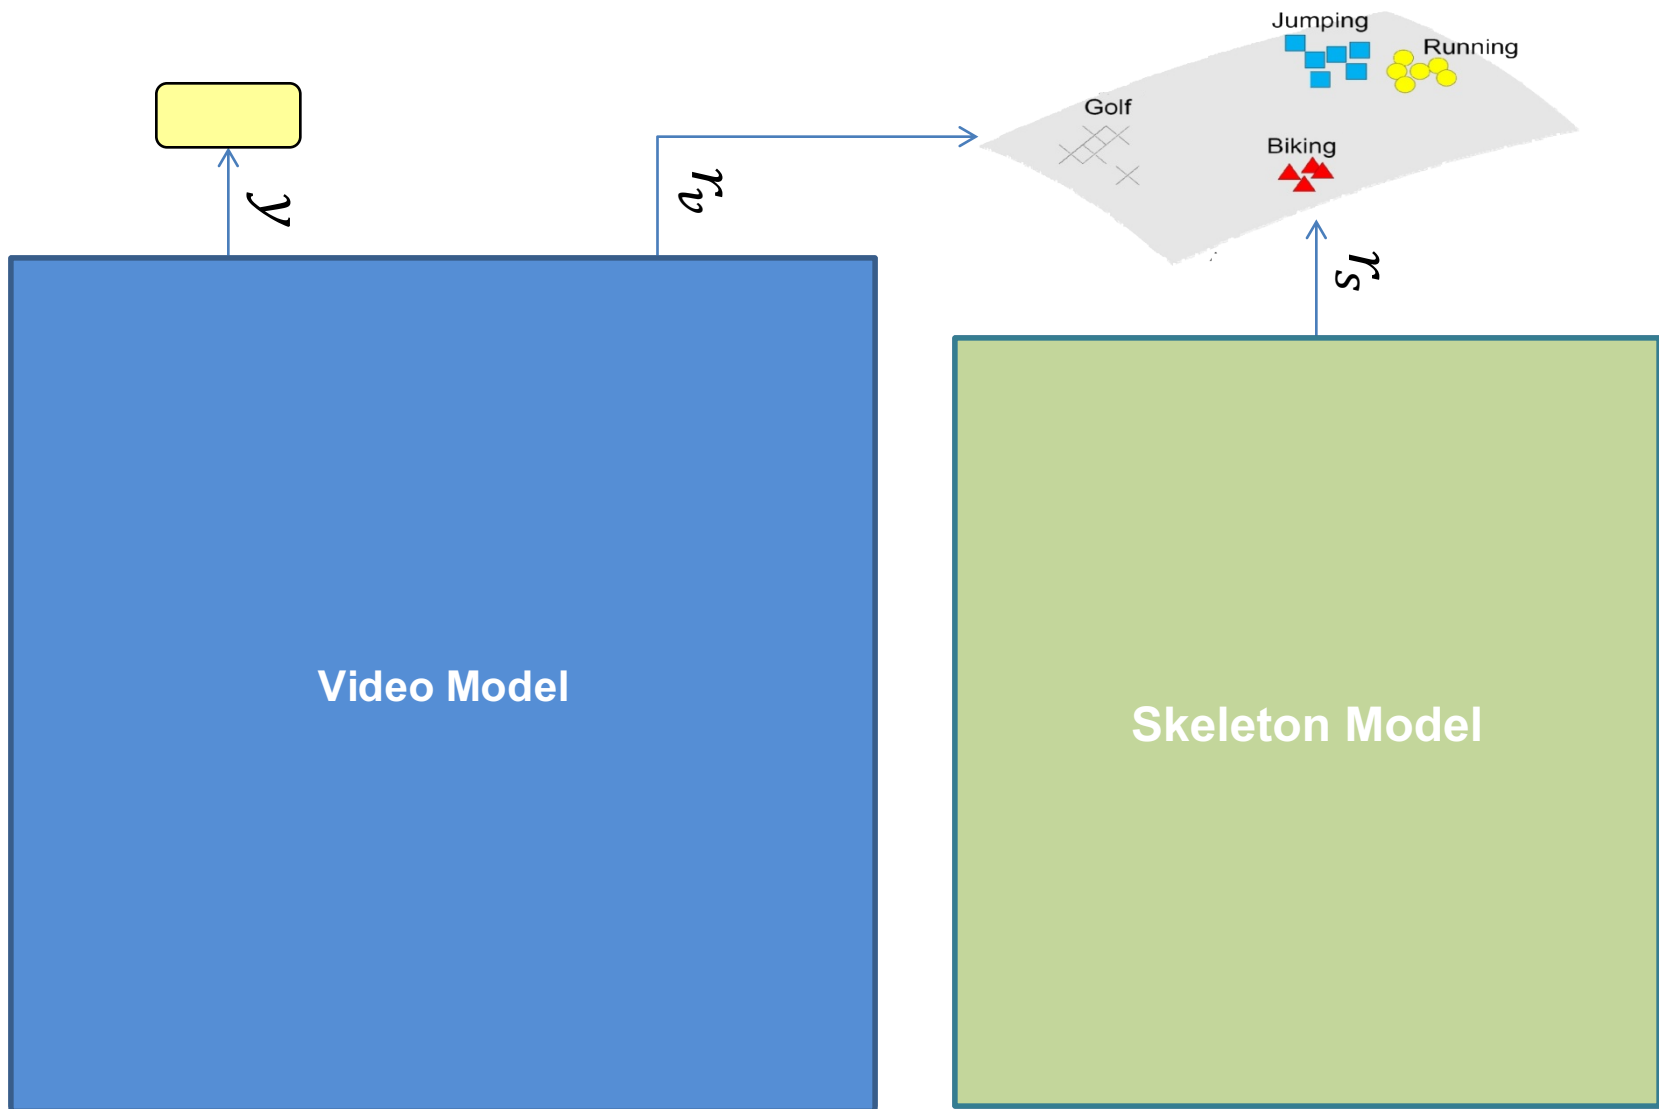 Jumping
Running
Golf
Biking
y
r_v
r_s
Video Model
Skeleton Model